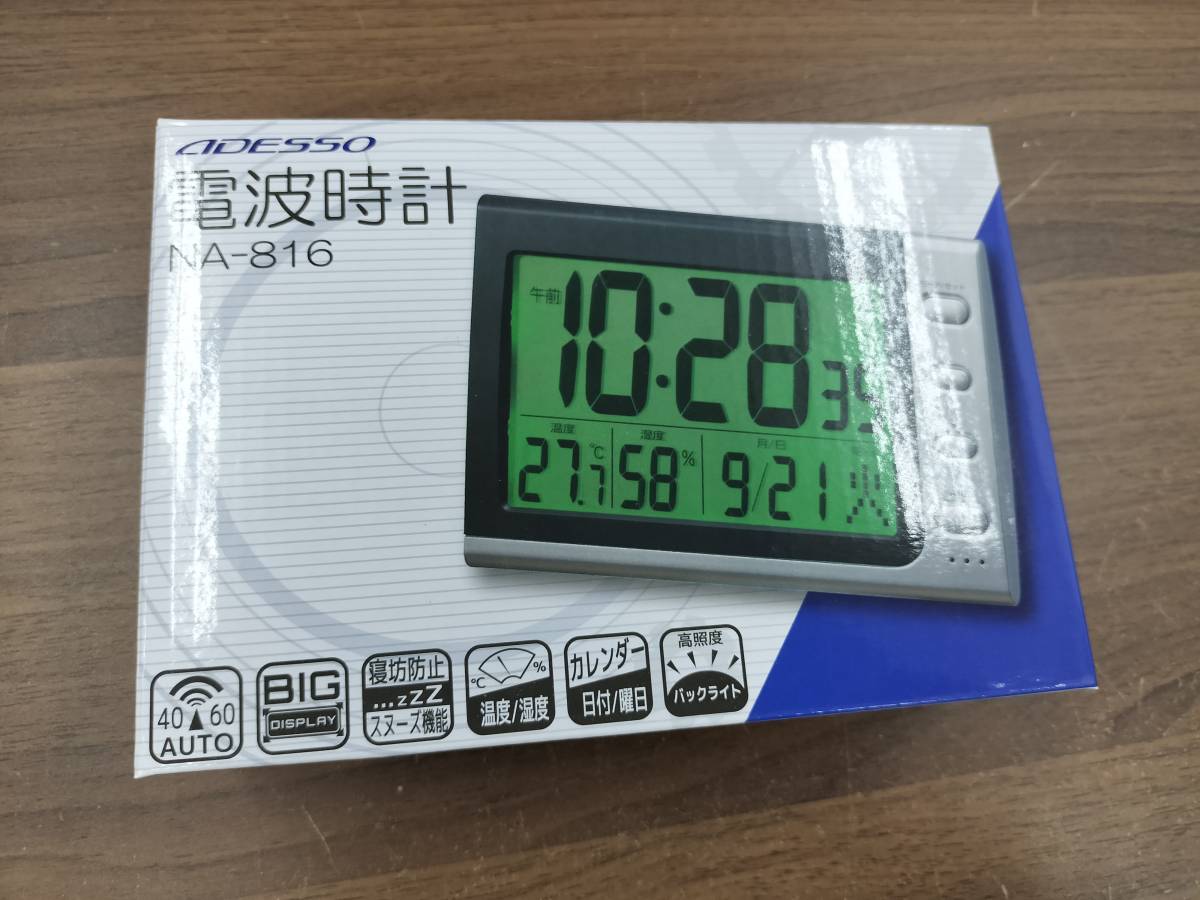 ADESSO
電波時計
NA-816
午前
10:28
温度
湿度
月/日
27.7℃
58%
9/21 火
40 60
AUTO
BIG
DISPLAY
寝坊防止
...zZZ
スヌーズ機能
℃ %
温度/湿度
カレンダー
日付/曜日
高照度
バックライト